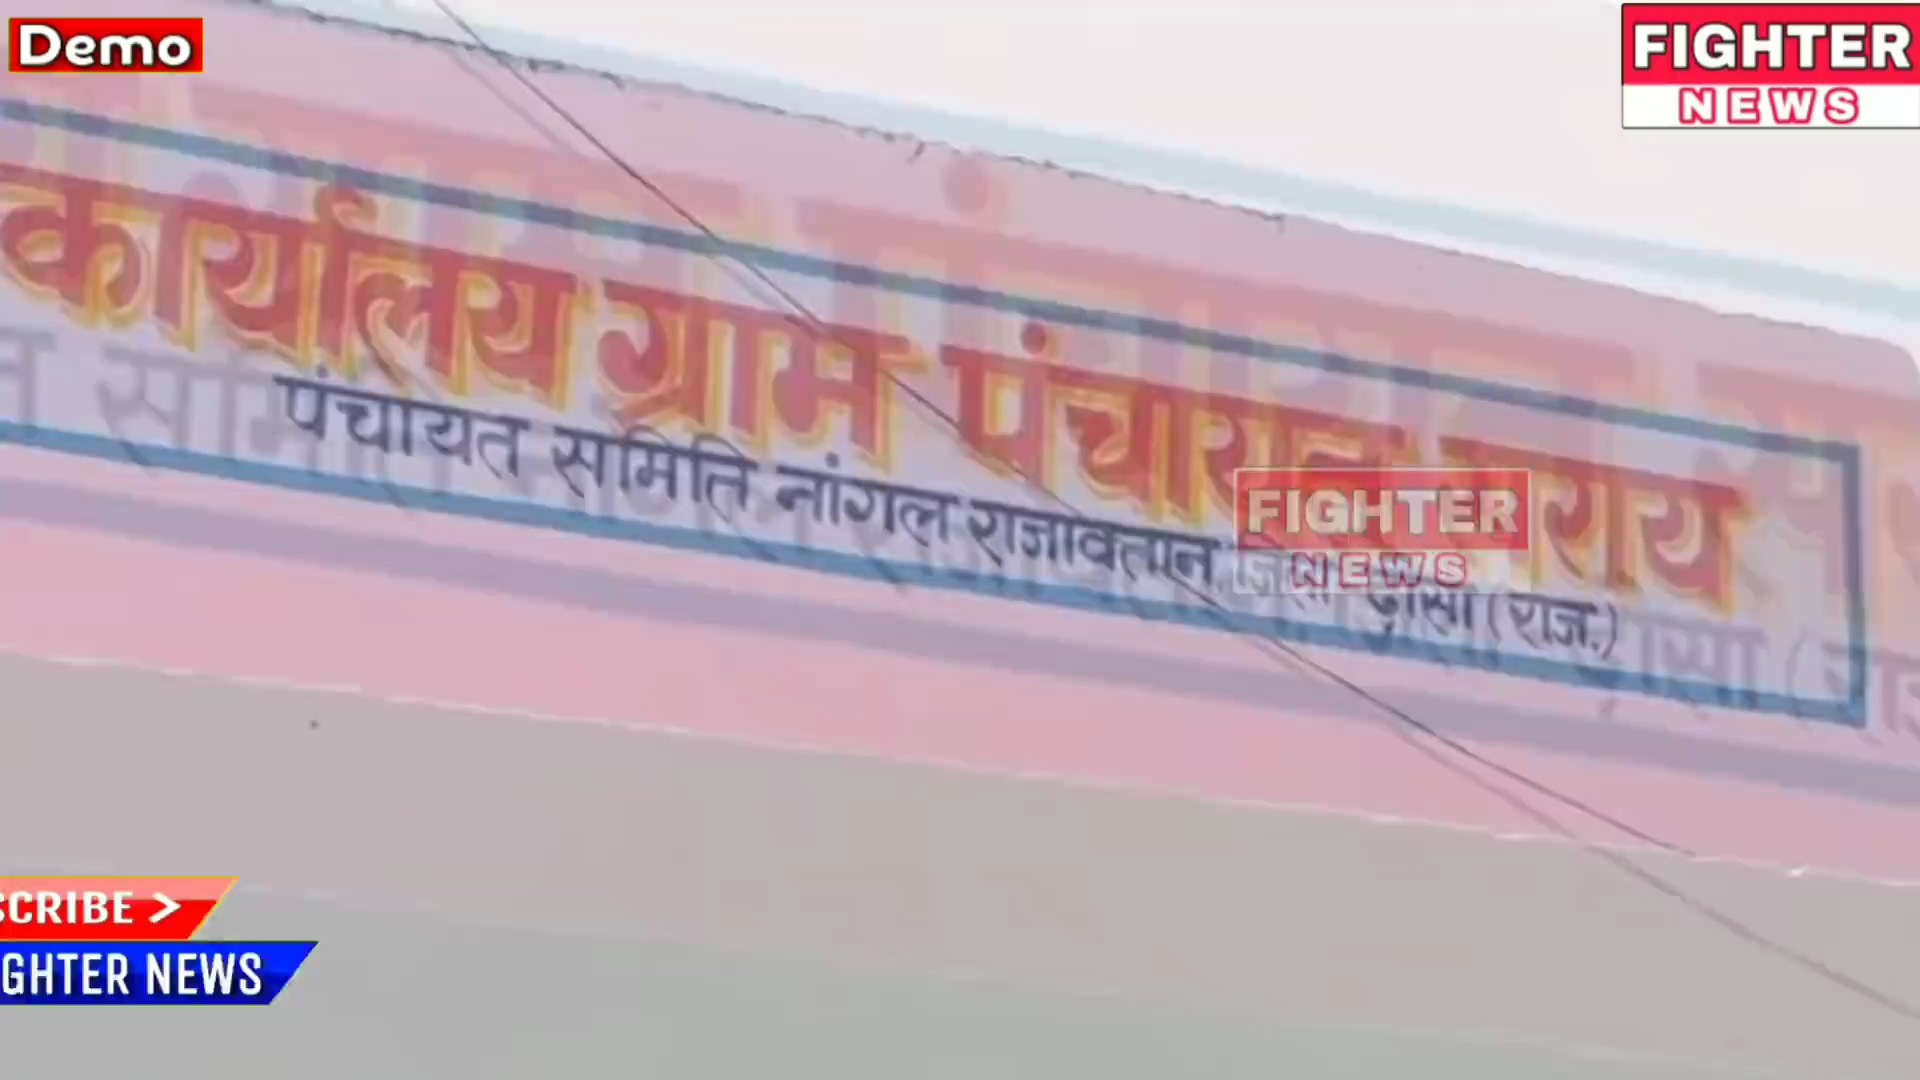 Demo
FIGHTER
NEWS
कार्यालय ग्राम पंचायत
पंचायत समिति नांगल राजावतान जिला दौसा (राज.)
FIGHTER
NEWS
SCRIBE >
GHTER NEWS